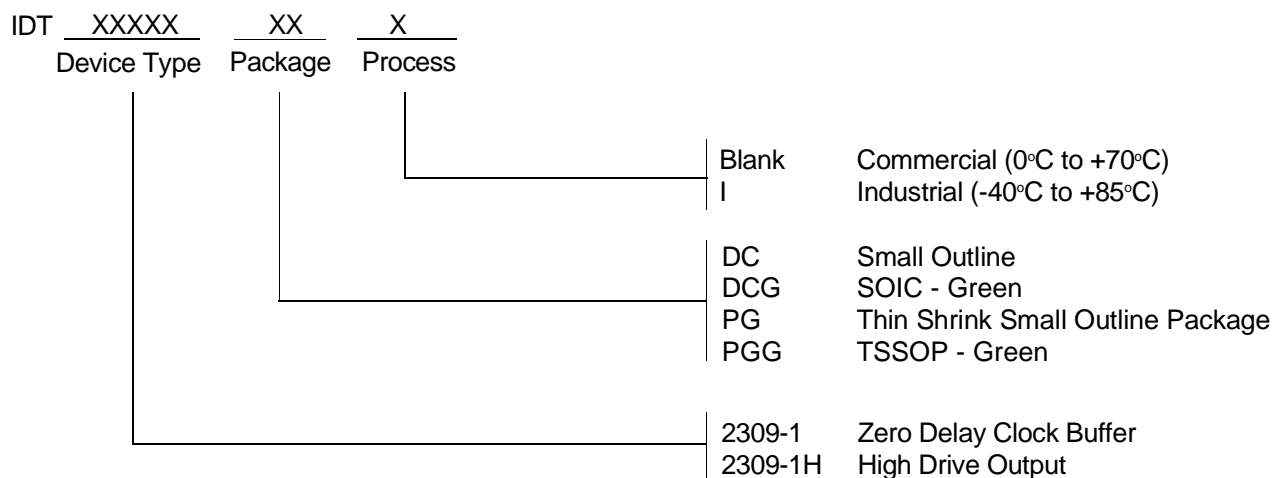 IDT XXXXX XX X
Device Type Package Process
Blank Commercial (0°C to +70°C)
I Industrial (-40°C to +85°C)
DC Small Outline
DCG SOIC - Green
PG Thin Shrink Small Outline Package
PGG TSSOP - Green
2309-1 Zero Delay Clock Buffer
2309-1H High Drive Output